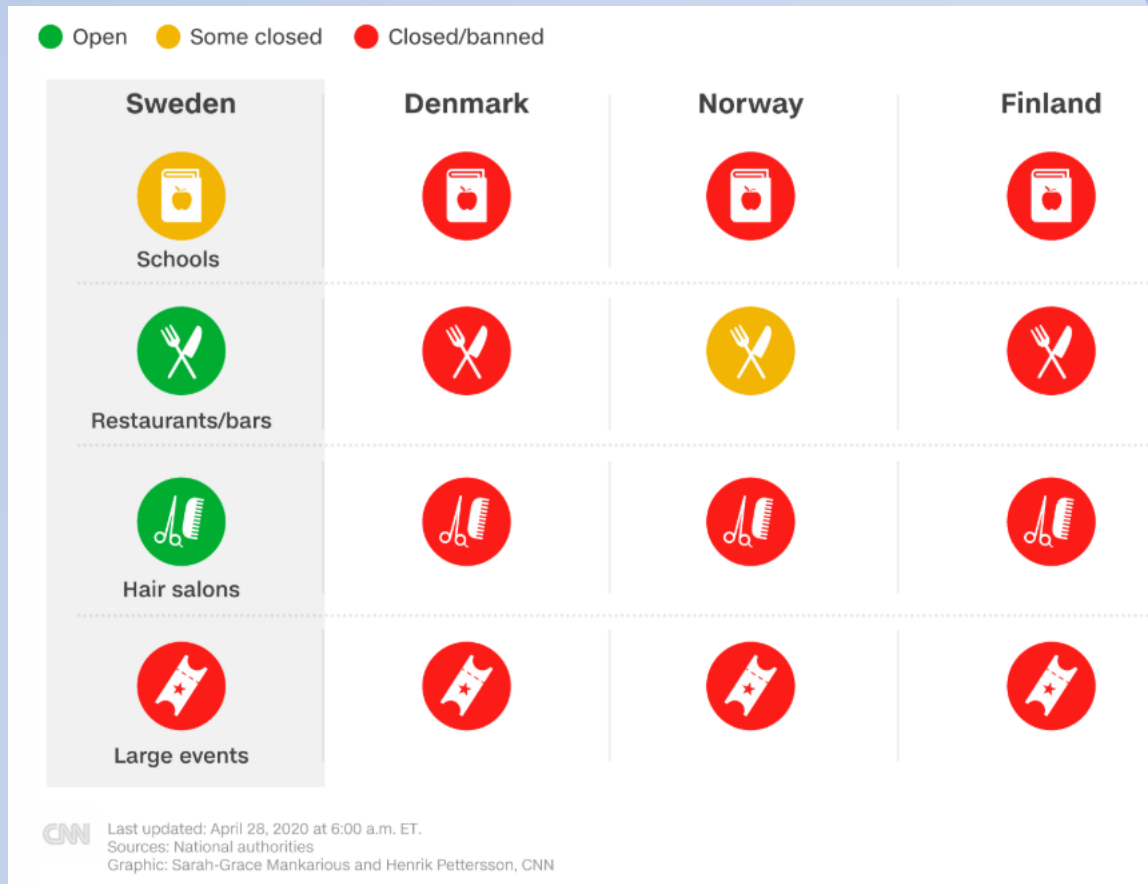 Open Some closed Closed/banned
Sweden Denmark Norway Finland
Schools
Restaurants/bars
Hair salons
Large events
CNN
Last updated: April 28, 2020 at 6:00 a.m. ET.
Sources: National authorities
Graphic: Sarah-Grace Mankarious and Henrik Pettersson, CNN